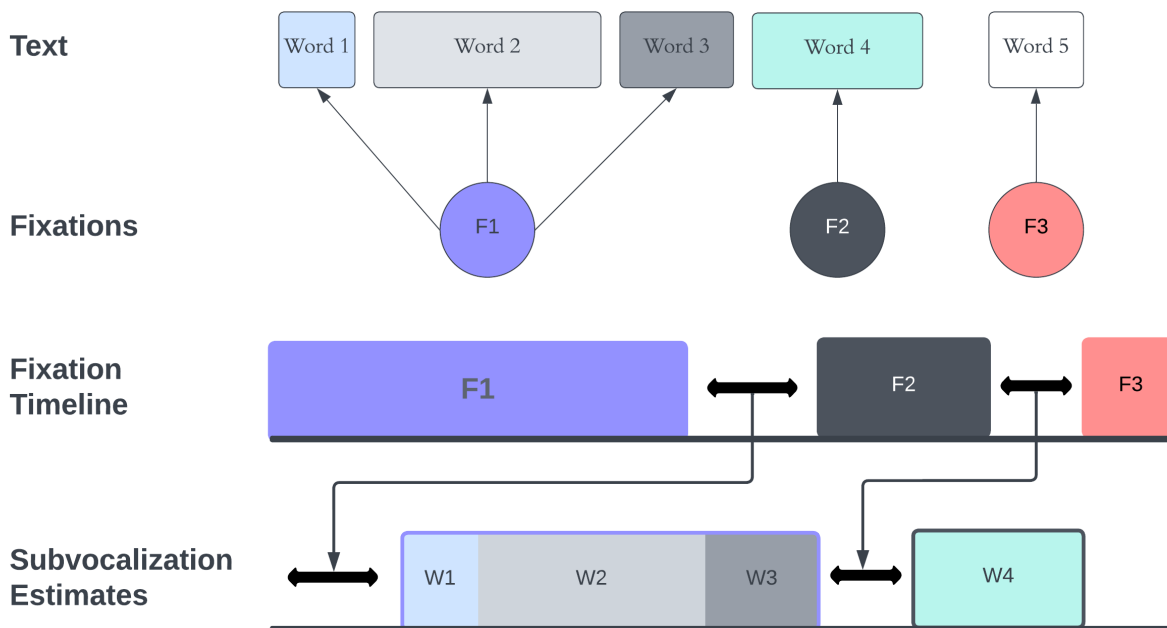 Text
Word 1
Word 2
Word 3
Word 4
Word 5
Fixations
F1
F2
F3
Fixation
Timeline
F1
F2
F3
Subvocalization
Estimates
W1
W2
W3
W4